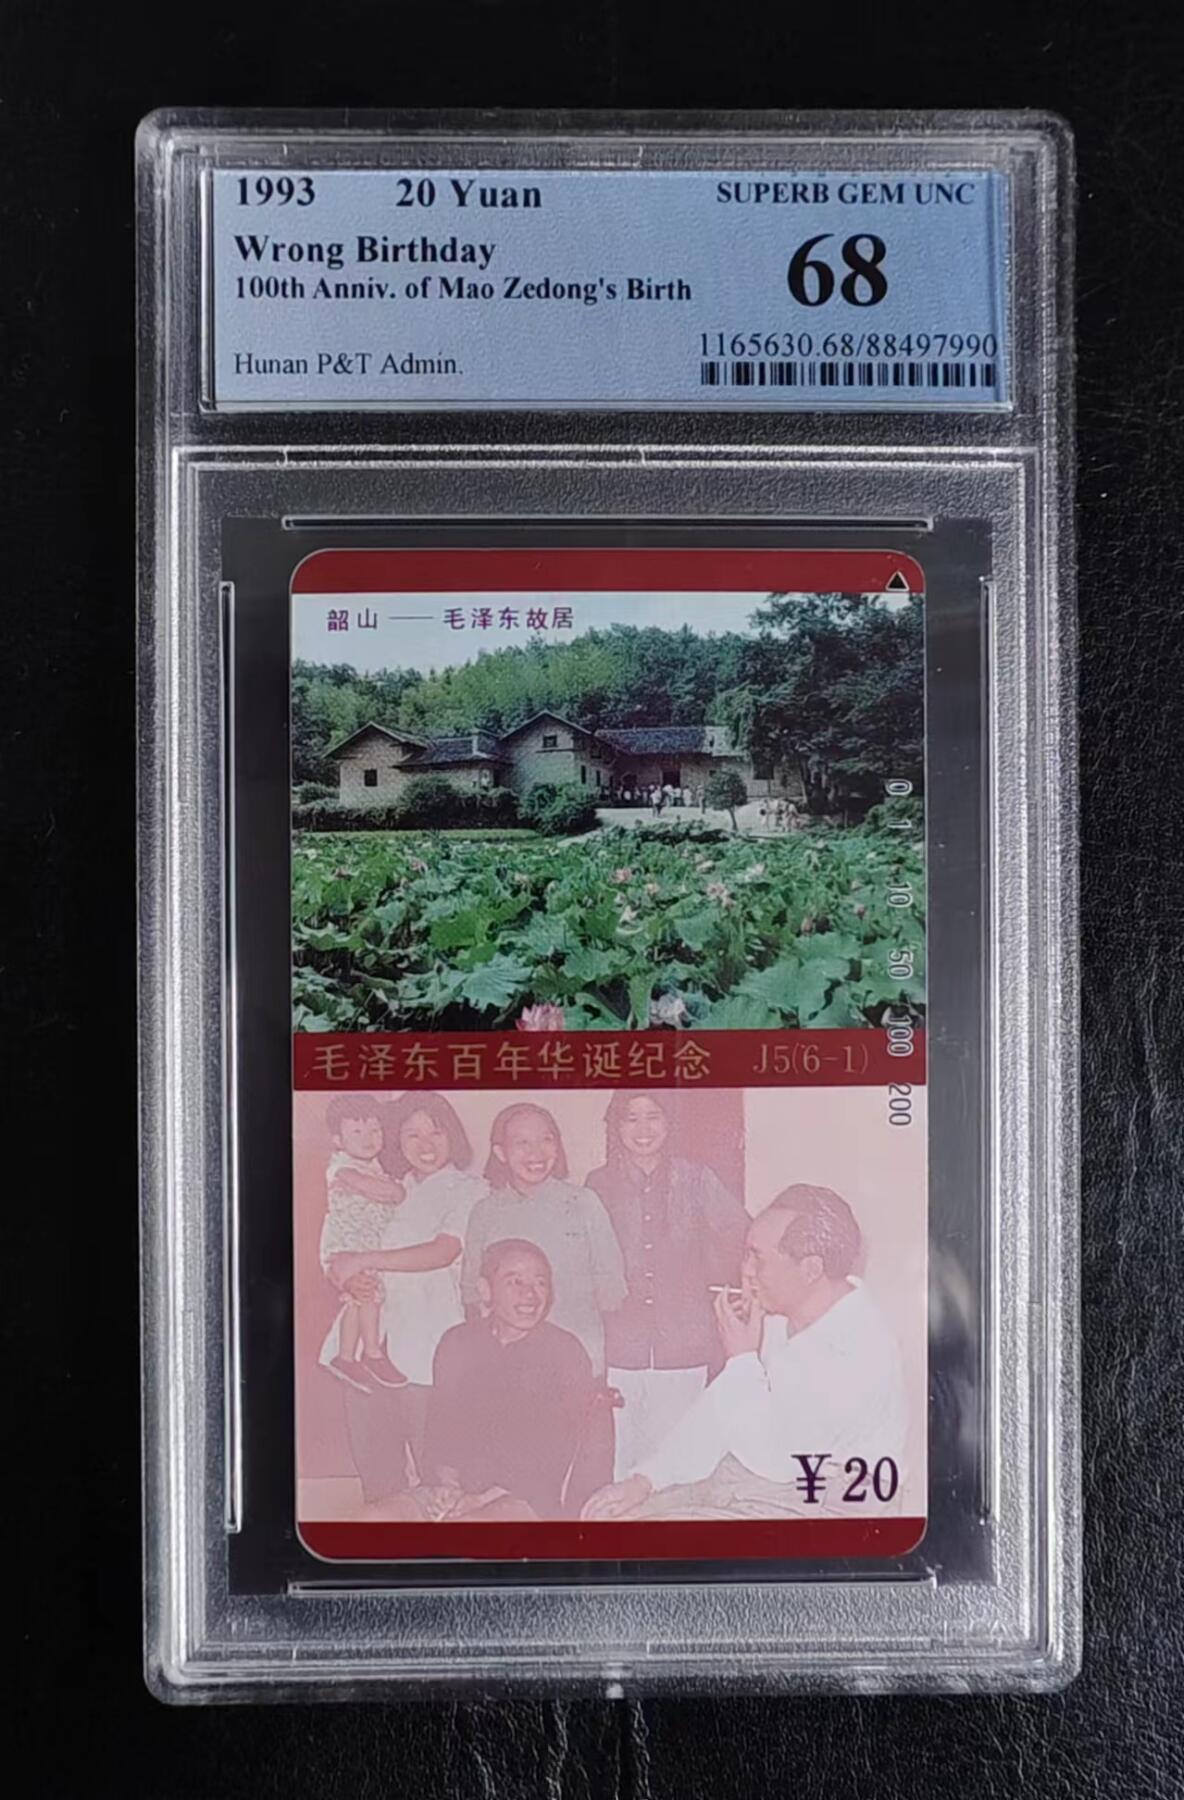 1993 20 Yuan SUPERB GEM UNC
Wrong Birthday 68
100th Anniv. of Mao Zedong's Birth
1165630.68/88497990
Hunan P&T Admin.
韶山——毛泽东故居
0 1 10 50 100 200
毛泽东百年华诞纪念 J5(6-1)
¥20